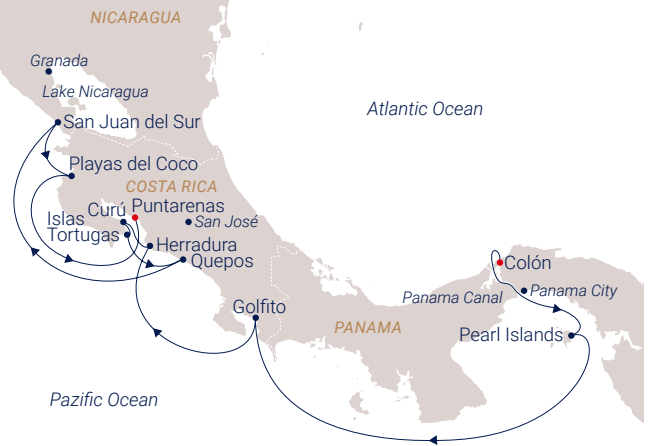 NICARAGUA
Granada
Lake Nicaragua
Atlantic Ocean
San Juan del Sur
Playas del Coco
COSTA RICA
Curú
Puntarenas
Islas
Tortugas
San José
Herradura
Quepos
Colón
Panama Canal
Panama City
Golfito
PANAMA
Pearl Islands
Pazific Ocean